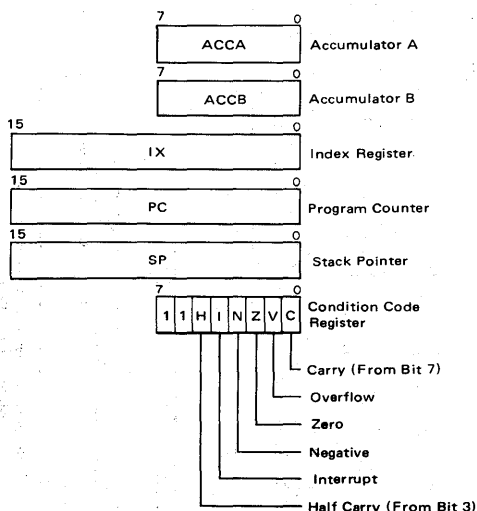 7 0
ACCA Accumulator A
7 0
ACCB Accumulator B
15 0
IX Index Register
15 0
PC Program Counter
15 0
SP Stack Pointer
7 0
1 1 H I N Z V C Condition Code
Register
Carry (From Bit 7)
Overflow
Zero
Negative
Interrupt
Half Carry (From Bit 3)